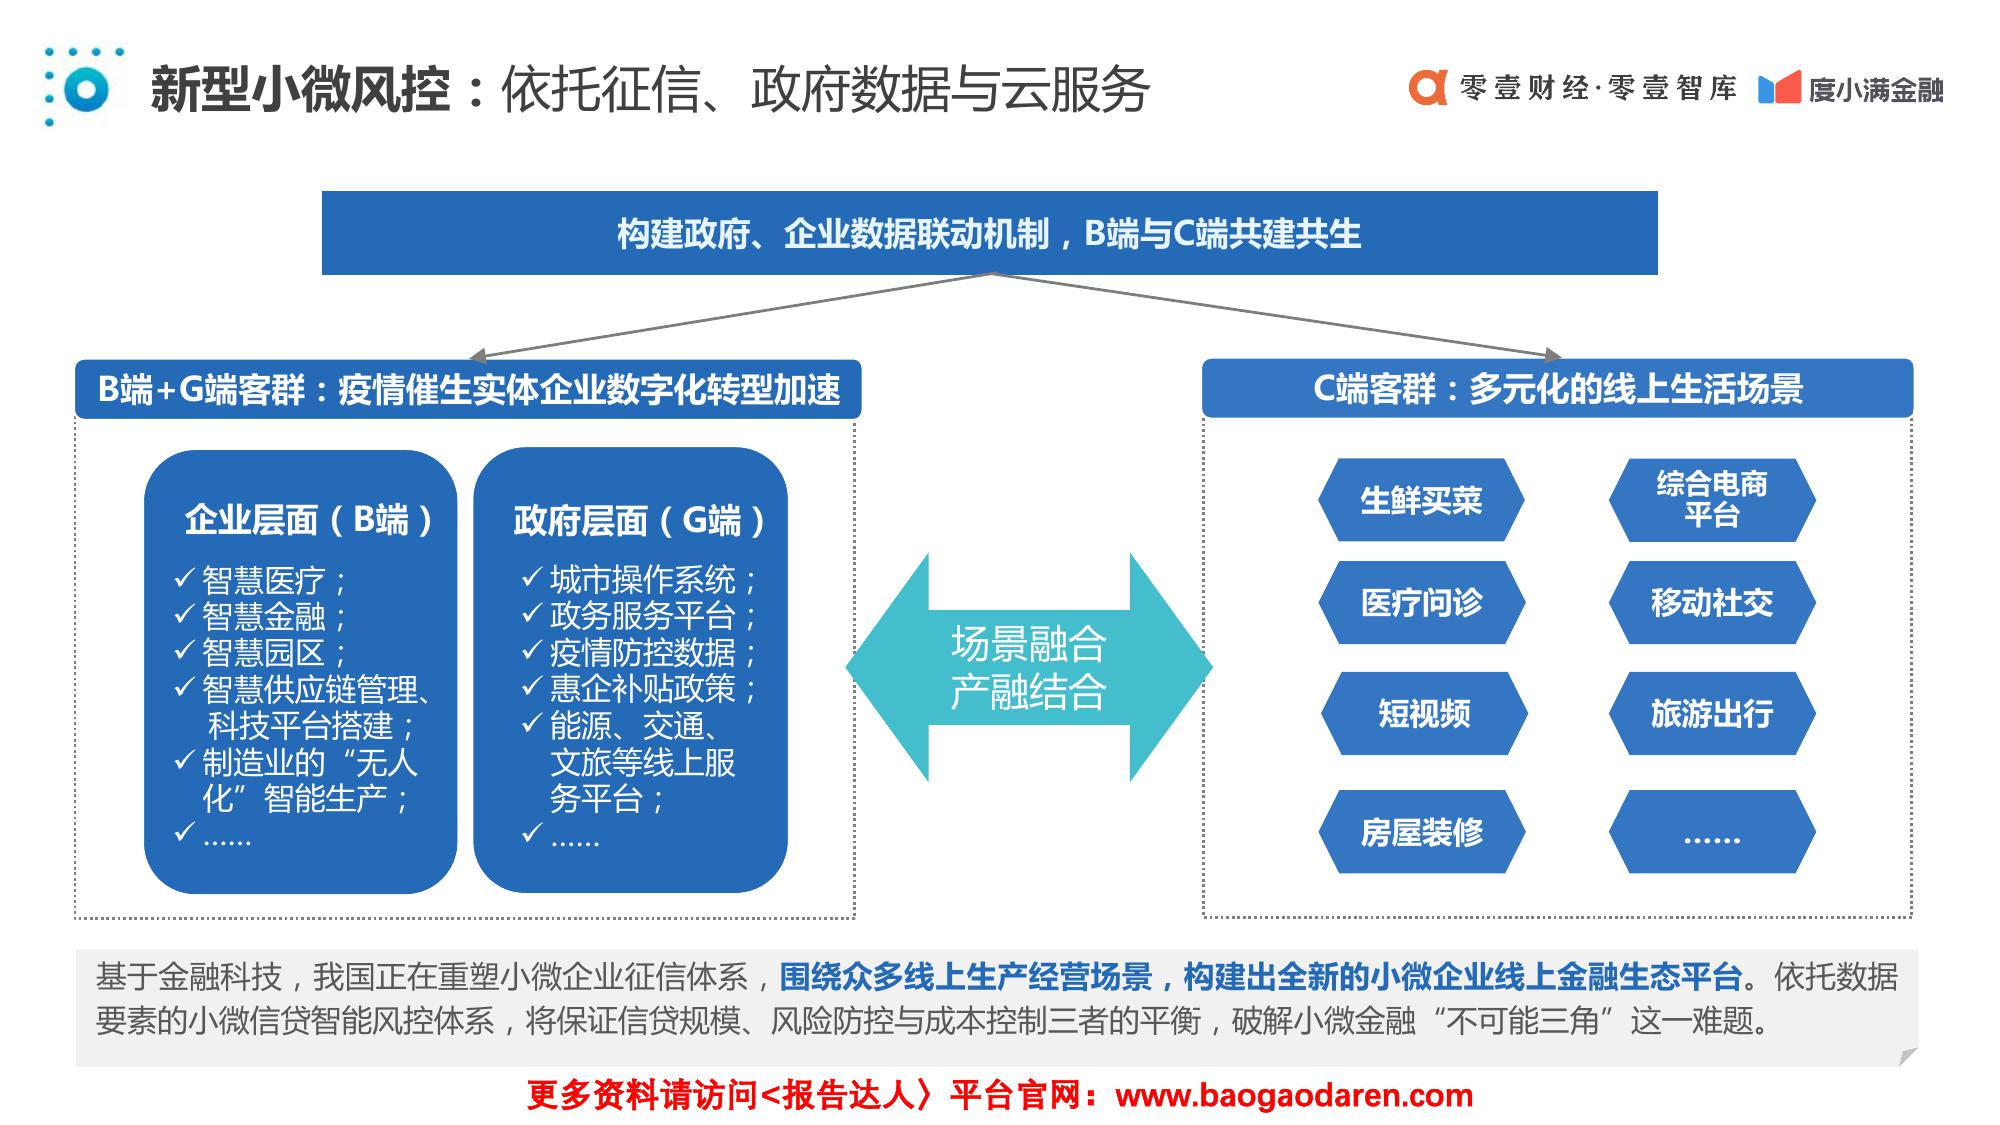 新型小微风控：依托征信、政府数据与云服务
零壹财经·零壹智库
度小满金融
构建政府、企业数据联动机制，B端与C端共建共生
B端+G端客群：疫情催生实体企业数字化转型加速
企业层面（B端）
✓智慧医疗；
✓智慧金融；
✓智慧园区；
✓智慧供应链管理、
科技平台搭建；
✓制造业的“无人
化”智能生产；
✓……
政府层面（G端）
✓城市操作系统；
✓政务服务平台；
✓疫情防控数据；
✓惠企补贴政策；
✓能源、交通、
文旅等线上服
务平台；
✓……
场景融合
产融结合
C端客群：多元化的线上生活场景
生鲜买菜
综合电商
平台
医疗问诊
移动社交
短视频
旅游出行
房屋装修
……
基于金融科技，我国正在重塑小微企业征信体系，围绕众多线上生产经营场景，构建出全新的小微企业线上金融生态平台。依托数据
要素的小微信贷智能风控体系，将保证信贷规模、风险防控与成本控制三者的平衡，破解小微金融“不可能三角”这一难题。
更多资料请访问<报告达人〉平台官网：www.baogaodaren.com